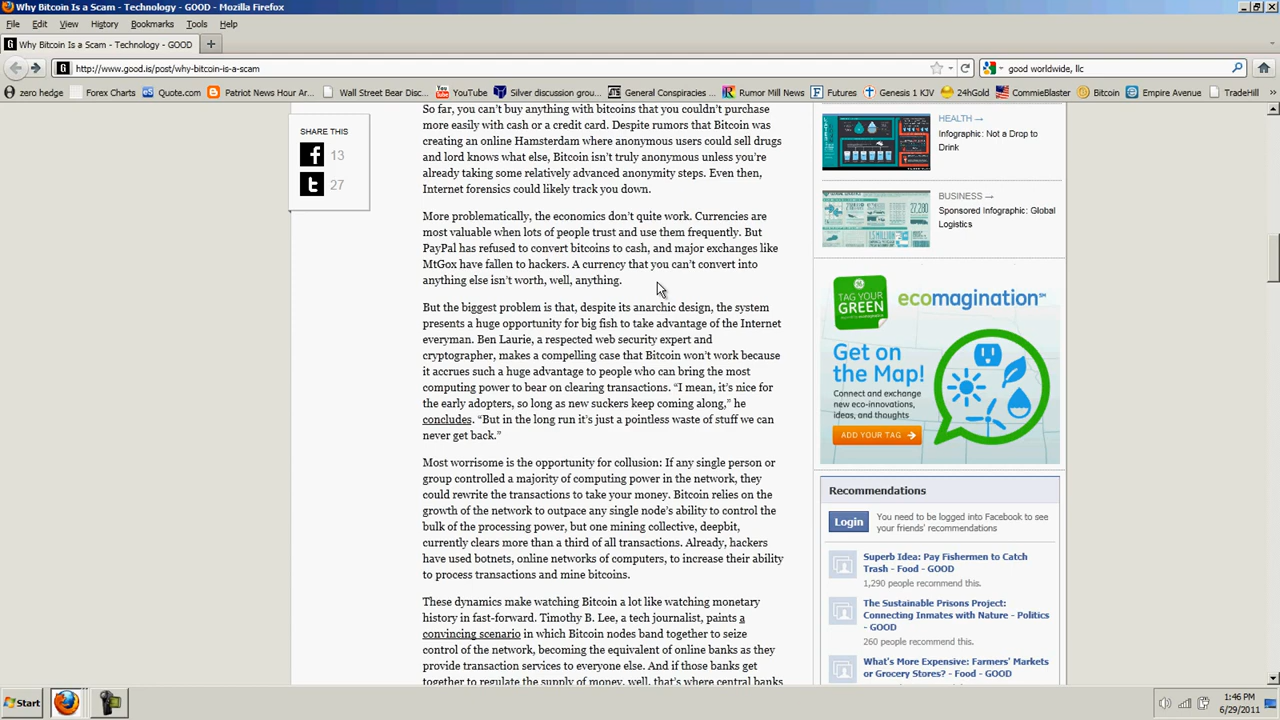 Why Bitcoin Is a Scam - Technology - GOOD - Mozilla Firefox
File Edit View History Bookmarks Tools Help
Why Bitcoin Is a Scam - Technology - GOOD
http://www.good.is/post/why-bitcoin-is-a-scam
good worldwide, llc
zero hedge Forex Charts Quote.com Patriot News Hour Ar... Wall Street Bear Disc... YouTube Silver discussion grou... General Conspiracies ... Rumor Mill News Futures Genesis 1 KJV 24hGold CommieBlaster Bitcoin Empire Avenue TradeHill
SHARE THIS
13
27
So far, you can't buy anything with bitcoins that you couldn't purchase
more easily with cash or a credit card. Despite rumors that Bitcoin was
creating an online Hamsterdam where anonymous users could sell drugs
and lord knows what else, Bitcoin isn't truly anonymous unless you're
already taking some relatively advanced anonymity steps. Even then,
Internet forensics could likely track you down.
More problematically, the economics don't quite work. Currencies are
most valuable when lots of people trust and use them frequently. But
PayPal has refused to convert bitcoins to cash, and major exchanges like
MtGox have fallen to hackers. A currency that you can't convert into
anything else isn't worth, well, anything.
But the biggest problem is that, despite its anarchic design, the system
presents a huge opportunity for big fish to take advantage of the Internet
everyman. Ben Laurie, a respected web security expert and
cryptographer, makes a compelling case that Bitcoin won't work because
it accrues such a huge advantage to people who can bring the most
computing power to bear on clearing transactions. “I mean, it's nice for
the early adopters, so long as new suckers keep coming along,” he
concludes. “But in the long run it's just a pointless waste of stuff we can
never get back.”
Most worrisome is the opportunity for collusion: If any single person or
group controlled a majority of computing power in the network, they
could rewrite the transactions to take your money. Bitcoin relies on the
growth of the network to outpace any single node's ability to control the
bulk of the processing power, but one mining collective, deepbit,
currently clears more than a third of all transactions. Already, hackers
have used botnets, online networks of computers, to increase their ability
to process transactions and mine bitcoins.
These dynamics make watching Bitcoin a lot like watching monetary
history in fast-forward. Timothy B. Lee, a tech journalist, paints a
convincing scenario in which Bitcoin nodes band together to seize
control of the network, becoming the equivalent of online banks as they
provide transaction services to everyone else. And if those banks get
together to regulate the supply of money, well, that's where central banks
HEALTH →
Infographic: Not a Drop to
Drink
BUSINESS →
Sponsored Infographic: Global
Logistics
27,280
TAG YOUR
GREEN
ecomagination℠
Get on
the Map!
Connect and exchange
new eco-innovations,
ideas, and thoughts
ADD YOUR TAG
Recommendations
Login
You need to be logged into Facebook to see
your friends' recommendations
Superb Idea: Pay Fishermen to Catch
Trash - Food - GOOD
1,290 people recommend this.
The Sustainable Prisons Project:
Connecting Inmates with Nature - Politics
- GOOD
260 people recommend this.
What's More Expensive: Farmers' Markets
or Grocery Stores? - Food - GOOD
Start
1:46 PM
6/29/2011